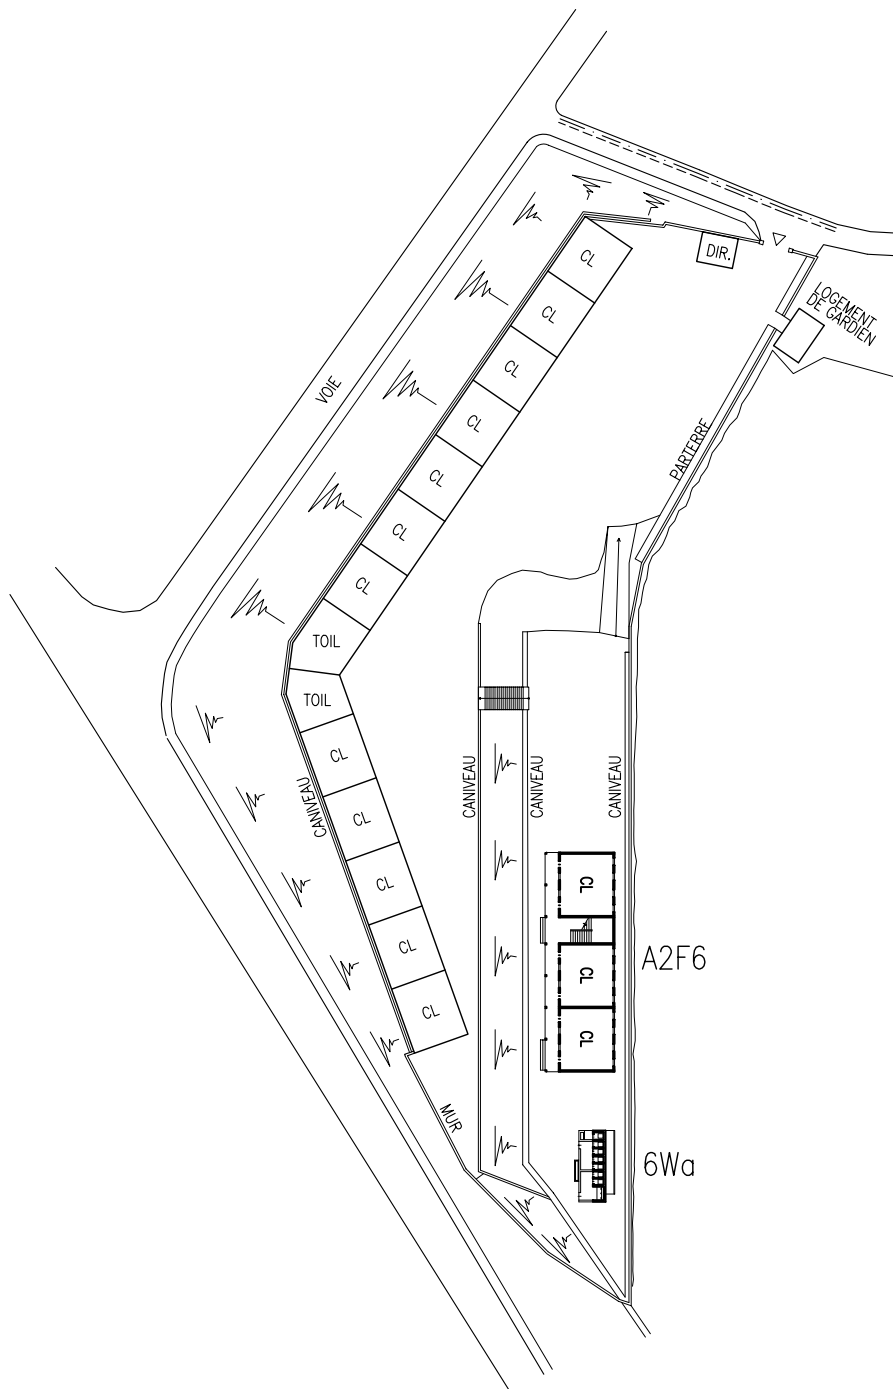 CL
DIR.
CL
LOGEMENT
DE GARDIEN
CL
VOIE
CL
PARTERRE
CL
CL
CL
TOIL
TOIL
CL
CANIVEAU
CANIVEAU
CANIVEAU
CANIVEAU
CL
CL
CL
CL
CL
A2F6
CL
CL
MUR
6Wa